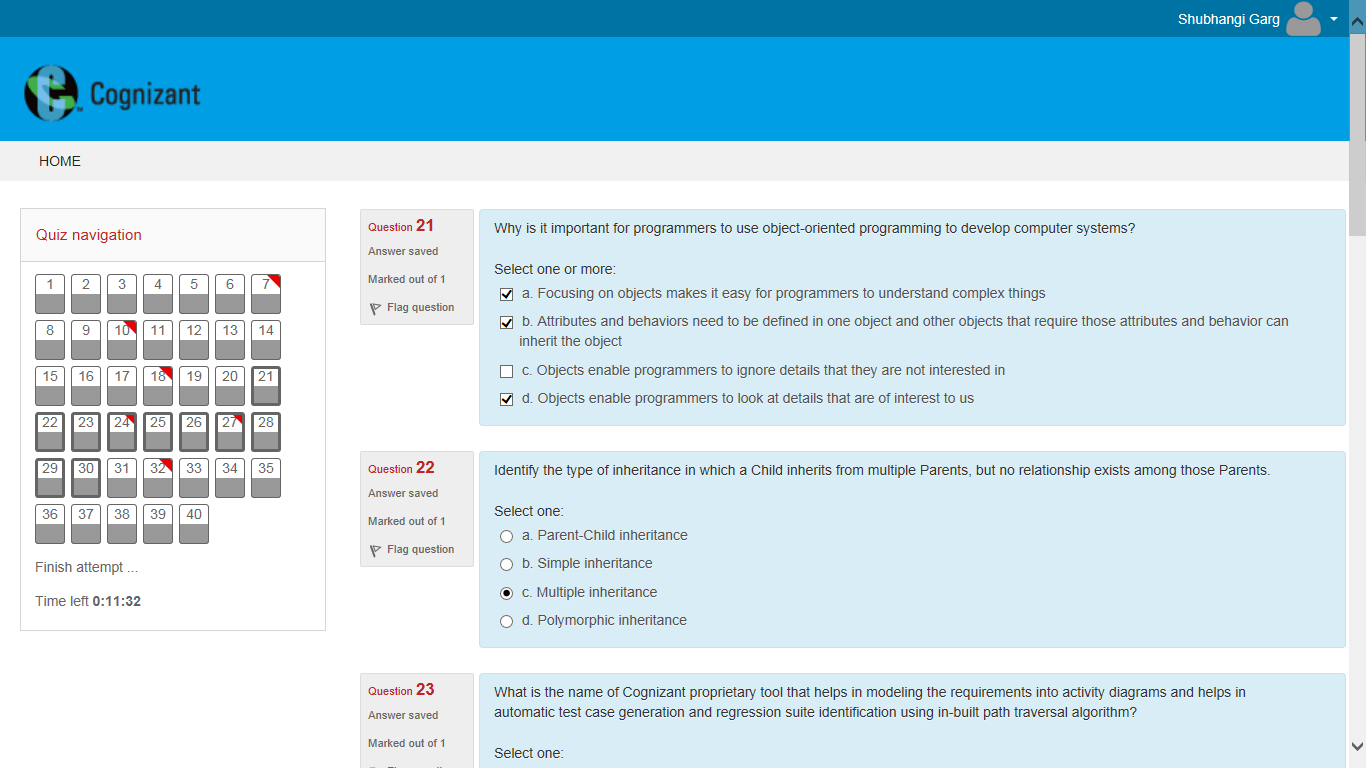 Shubhangi Garg
Cognizant
HOME
Quiz navigation
1 2 3 4 5 6 7
8 9 10 11 12 13 14
15 16 17 18 19 20 21
22 23 24 25 26 27 28
29 30 31 32 33 34 35
36 37 38 39 40
Finish attempt ...
Time left 0:11:32
Question 21
Answer saved
Marked out of 1
Flag question
Why is it important for programmers to use object-oriented programming to develop computer systems?
Select one or more:
a. Focusing on objects makes it easy for programmers to understand complex things
b. Attributes and behaviors need to be defined in one object and other objects that require those attributes and behavior can
inherit the object
c. Objects enable programmers to ignore details that they are not interested in
d. Objects enable programmers to look at details that are of interest to us
Question 22
Answer saved
Marked out of 1
Flag question
Identify the type of inheritance in which a Child inherits from multiple Parents, but no relationship exists among those Parents.
Select one:
a. Parent-Child inheritance
b. Simple inheritance
c. Multiple inheritance
d. Polymorphic inheritance
Question 23
Answer saved
Marked out of 1
What is the name of Cognizant proprietary tool that helps in modeling the requirements into activity diagrams and helps in
automatic test case generation and regression suite identification using in-built path traversal algorithm?
Select one: